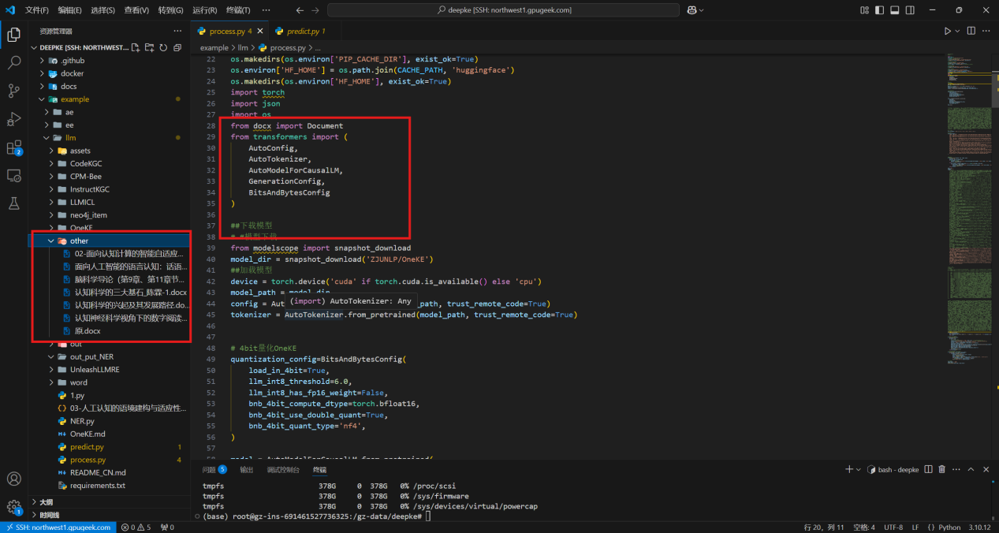 文件(F) 编辑(E) 选择(S) 查看(V) 转到(G) 运行(R) 终端(T) ···
deepke [SSH: northwest1.gpugeek.com]
资源管理器
DEEPKE [SSH: NORTHWEST...
.github
docker
docs
example
ae
ee
llm
assets
CodeKGC
CPM-Bee
InstructKGC
LLMICL
neo4j_item
OneKE
other
02-面向认知计算的智能自适应...
面向人工智能的语言认知：话语...
脑科学导论（第9章、第11章节...
认知科学的三大基石_陈霖-1.docx
认知科学的兴起及其发展路径.do...
认知神经科学视角下的数字阅读...
原.docx
out
out_put_NER
UnleashLLMRE
word
1.py
03-人工认知的语境建构与适应性...
NER.py
OneKE.md
predict.py 1
process.py 4
README_CN.md
requirements.txt
大纲
时间线
process.py 4
predict.py 1
example > llm > process.py > ...
22 os.makedirs(os.environ['PIP_CACHE_DIR'], exist_ok=True)
23 os.environ['HF_HOME'] = os.path.join(CACHE_PATH, 'huggingface')
24 os.makedirs(os.environ['HF_HOME'], exist_ok=True)
25 import torch
26 import json
27 import os
28 from docx import Document
29 from transformers import (
30 AutoConfig,
31 AutoTokenizer,
32 AutoModelForCausalLM,
33 GenerationConfig,
34 BitsAndBytesConfig
35 )
36
37 ##下载模型
38 # #模型下载
39 from modelscope import snapshot_download
40 model_dir = snapshot_download('ZJUNLP/OneKE')
41 ##加载模型
42 device = torch.device('cuda' if torch.cuda.is_available() else 'cpu')
43 model_path = model_dir
(import) AutoTokenizer: Any
44 config = Aut _path, trust_remote_code=True)
45 tokenizer = AutoTokenizer.from_pretrained(model_path, trust_remote_code=True)
46
47
48 # 4bit量化OneKE
49 quantization_config=BitsAndBytesConfig(
50 load_in_4bit=True,
51 llm_int8_threshold=6.0,
52 llm_int8_has_fp16_weight=False,
53 bnb_4bit_compute_dtype=torch.bfloat16,
54 bnb_4bit_use_double_quant=True,
55 bnb_4bit_quant_type='nf4',
56 )
57
58 model = AutoModelForCausalLM.from_pretrained(
问题 5 输出 调试控制台 终端
bash - deepke
tmpfs 378G 0 378G 0% /proc/scsi
tmpfs 378G 0 378G 0% /sys/firmware
tmpfs 378G 0 378G 0% /sys/devices/virtual/powercap
(base) root@gz-ins-691461527736325:/gz-data/deepke#
2
1
SSH: northwest1.gpugeek.com 0 5 0
行 20，列 11 空格: 4 UTF-8 LF {} Python 3.10.12